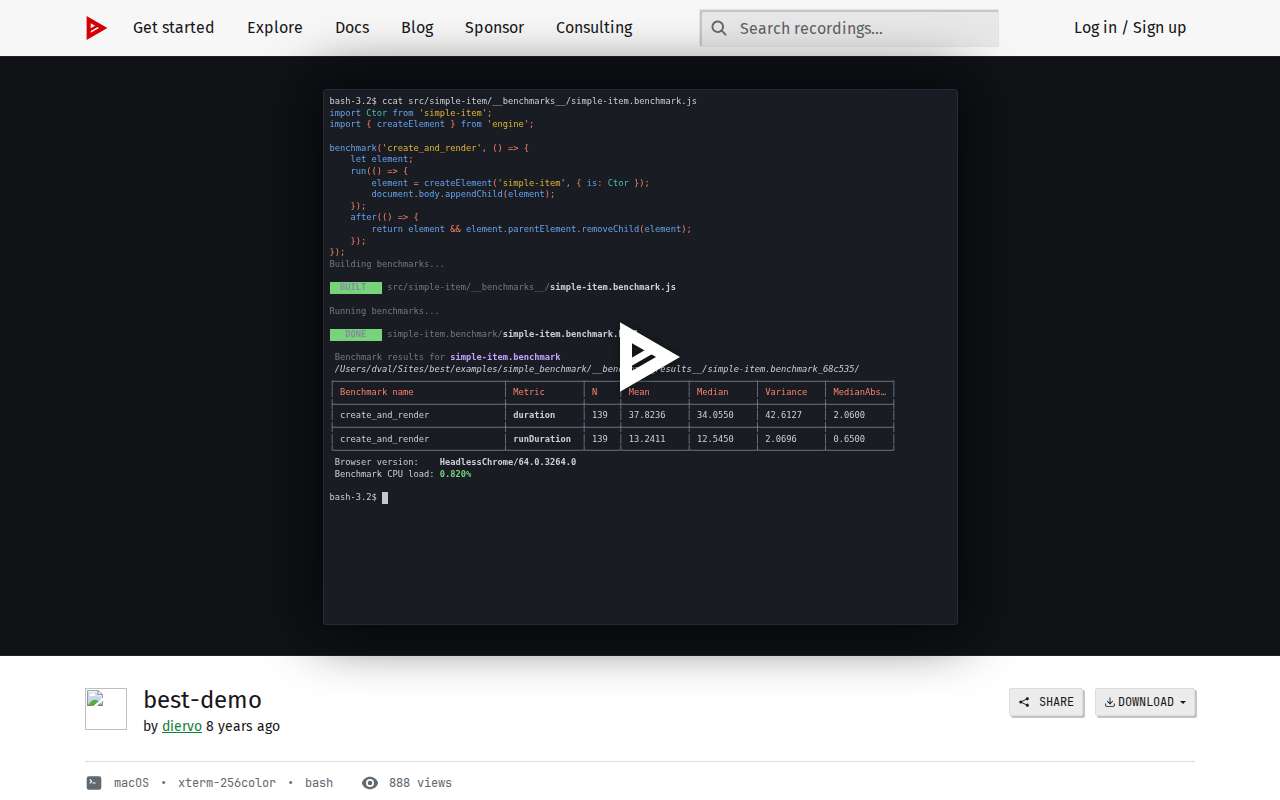 Get started Explore Docs Blog Sponsor Consulting Search recordings... Log in / Sign up
bash-3.2$ ccat src/simple-item/__benchmarks__/simple-item.benchmark.js
import Ctor from 'simple-item';
import { createElement } from 'engine';
benchmark('create_and_render', () => {
    let element;
    run(() => {
        element = createElement('simple-item', { is: Ctor });
        document.body.appendChild(element);
    });
    after(() => {
        return element && element.parentElement.removeChild(element);
    });
});
Building benchmarks...
BUILT src/simple-item/__benchmarks__/simple-item.benchmark.js
Running benchmarks...
DONE simple-item.benchmark/simple-item.benchmark.
Benchmark results for simple-item.benchmark
/Users/dval/Sites/best/examples/simple_benchmark/ /simple-item.benchmark_68c535/
Benchmark name Metric N Mean Median Variance MedianAbs…
create_and_render duration 139 37.8236 34.0550 42.6127 2.0600
create_and_render runDuration 139 13.2411 12.5450 2.0696 0.6500
Browser version: HeadlessChrome/64.0.3264.0
Benchmark CPU load: 0.820%
bash-3.2$
best-demo
by diervo 8 years ago
SHARE DOWNLOAD
macOS • xterm-256color • bash 888 views